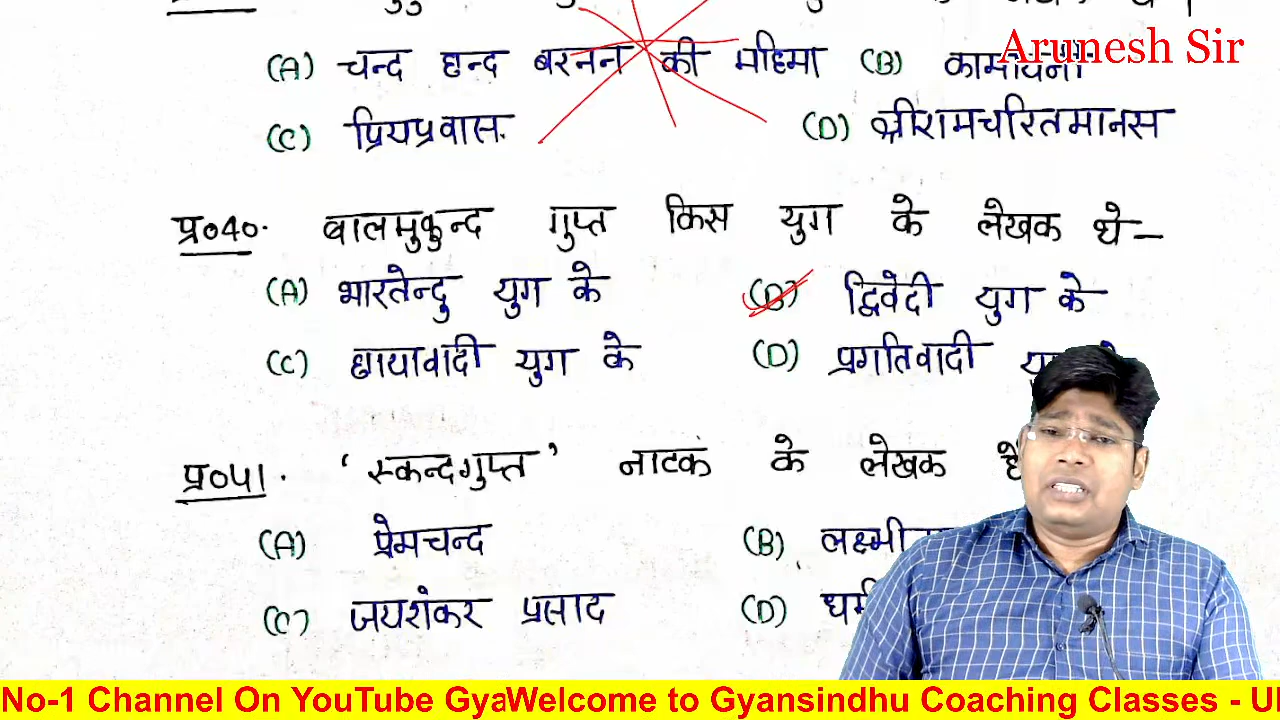 Arunesh Sir
(A) चन्द छन्द बरनन की महिमा (B) कामायनी
(C) प्रियप्रवास (D) श्रीरामचरितमानस
प्र०40. बालमुकुन्द गुप्त किस युग के लेखक थे–
(A) भारतेन्दु युग के (B) द्विवेदी युग के
(C) छायावादी युग के (D) प्रगतिवादी
प्र०41. ‘स्कन्दगुप्त’ नाटक के लेखक
(A) प्रेमचन्द (B)
(C) जयशंकर प्रसाद (D)
No-1 Channel On YouTube GyaWelcome to Gyansindhu Coaching Classes -